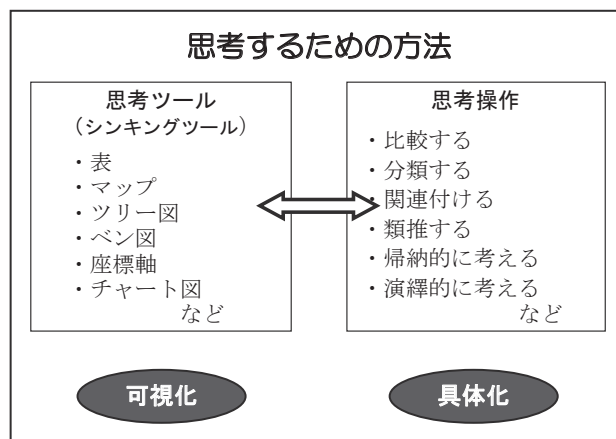 思考するための方法
思考ツール
（シンキングツール）
・表
・マップ
・ツリー図
・ベン図
・座標軸
・チャート図
など
思考操作
・比較する
・分類する
・関連付ける
・類推する
・帰納的に考える
・演繹的に考える
など
可視化
具体化